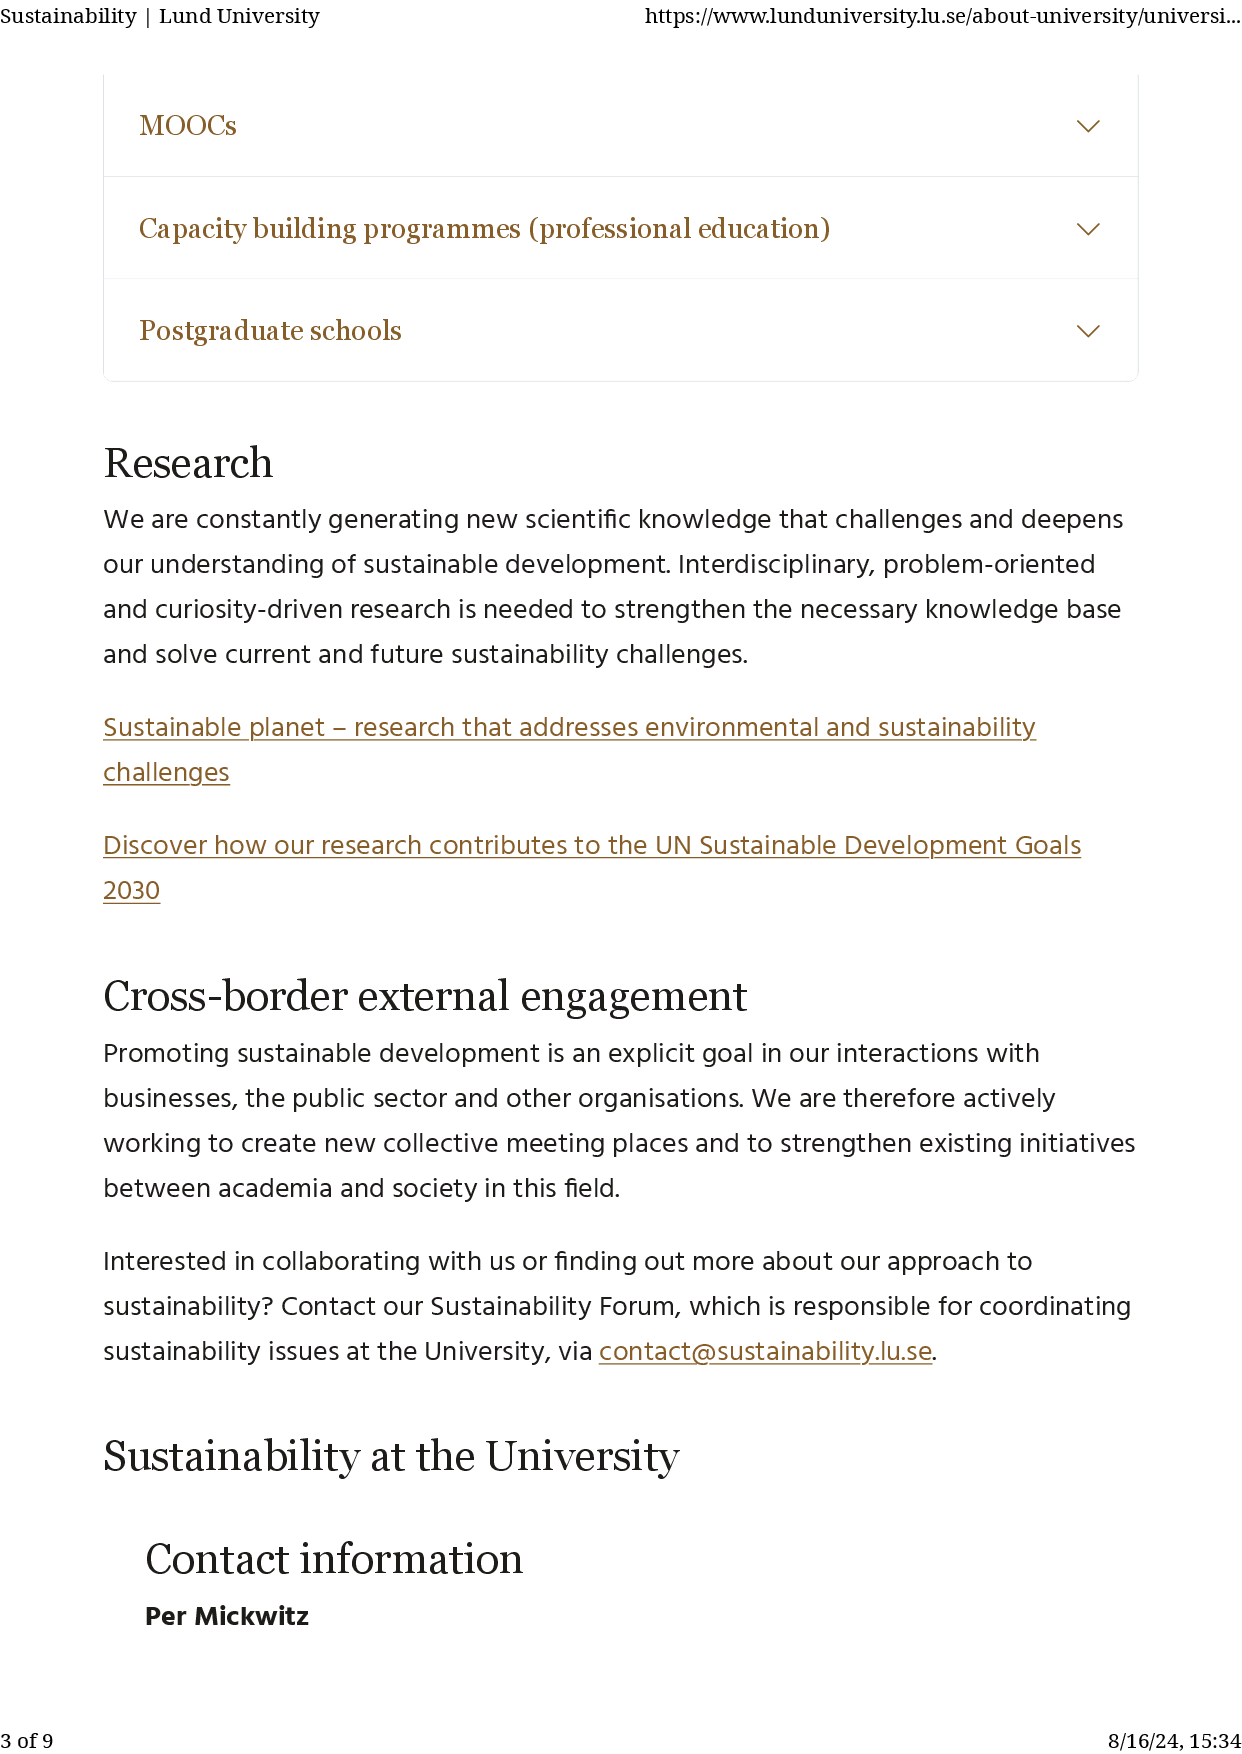 Sustainability | Lund University https://www.lunduniversity.lu.se/about-university/universi...
MOOCs
Capacity building programmes (professional education)
Postgraduate schools
Research
We are constantly generating new scientific knowledge that challenges and deepens
our understanding of sustainable development. Interdisciplinary, problem-oriented
and curiosity-driven research is needed to strengthen the necessary knowledge base
and solve current and future sustainability challenges.
Sustainable planet – research that addresses environmental and sustainability
challenges
Discover how our research contributes to the UN Sustainable Development Goals
2030
Cross-border external engagement
Promoting sustainable development is an explicit goal in our interactions with
businesses, the public sector and other organisations. We are therefore actively
working to create new collective meeting places and to strengthen existing initiatives
between academia and society in this field.
Interested in collaborating with us or finding out more about our approach to
sustainability? Contact our Sustainability Forum, which is responsible for coordinating
sustainability issues at the University, via contact@sustainability.lu.se.
Sustainability at the University
Contact information
Per Mickwitz
3 of 9 8/16/24, 15:34